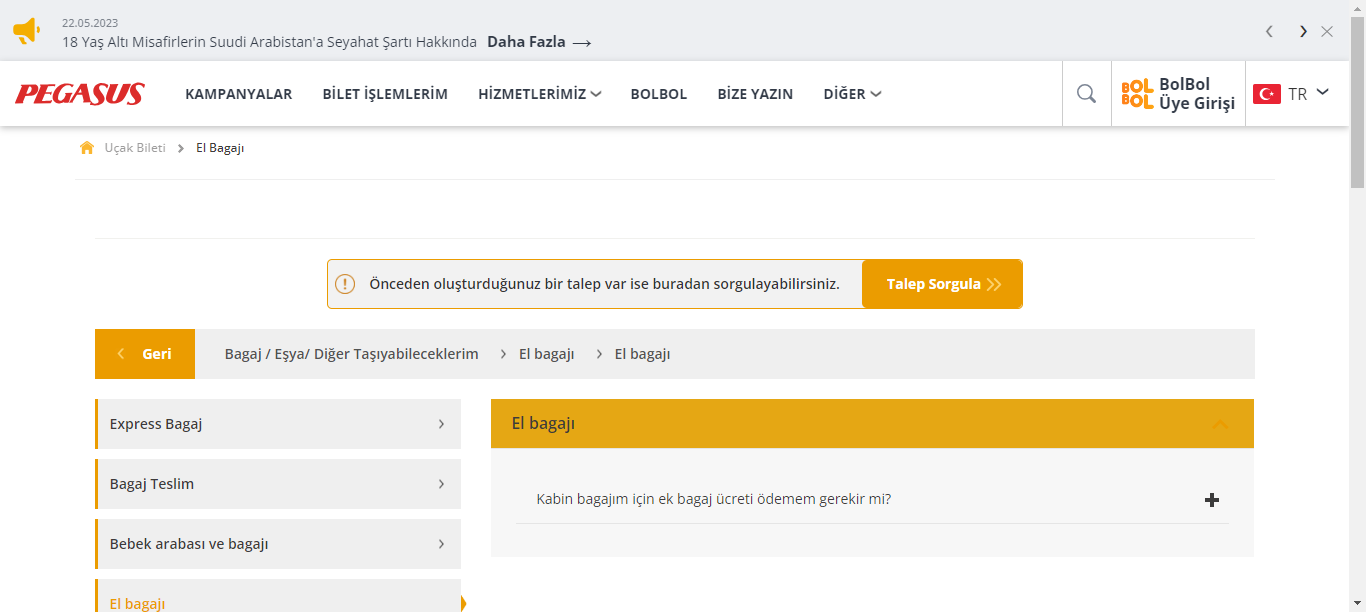 22.05.2023
18 Yaş Altı Misafirlerin Suudi Arabistan'a Seyahat Şartı Hakkında Daha Fazla
PEGASUS
KAMPANYALAR BİLET İŞLEMLERİM HİZMETLERİMİZ BOLBOL BİZE YAZIN DİĞER
BOL BOL BolBol Üye Girişi
TR
Uçak Bileti El Bagajı
Önceden oluşturduğunuz bir talep var ise buradan sorgulayabilirsiniz. Talep Sorgula
Geri Bagaj / Eşya/ Diğer Taşıyabileceklerim El bagajı El bagajı
Express Bagaj
Bagaj Teslim
Bebek arabası ve bagajı
El bagajı
El bagajı
Kabin bagajım için ek bagaj ücreti ödemem gerekir mi?